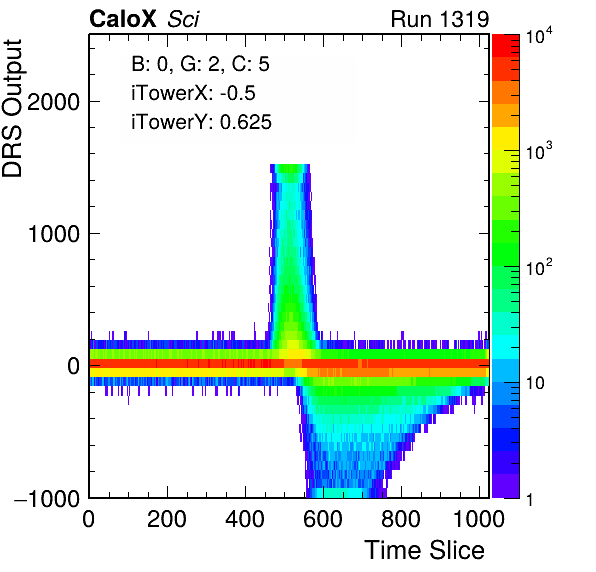 CaloX Sci Run 1319
B: 0, G: 2, C: 5
iTowerX: -0.5
iTowerY: 0.625
DRS Output
2000
1000
0
−1000
0 200 400 600 800 1000
Time Slice
10^4
10^3
10^2
10
1